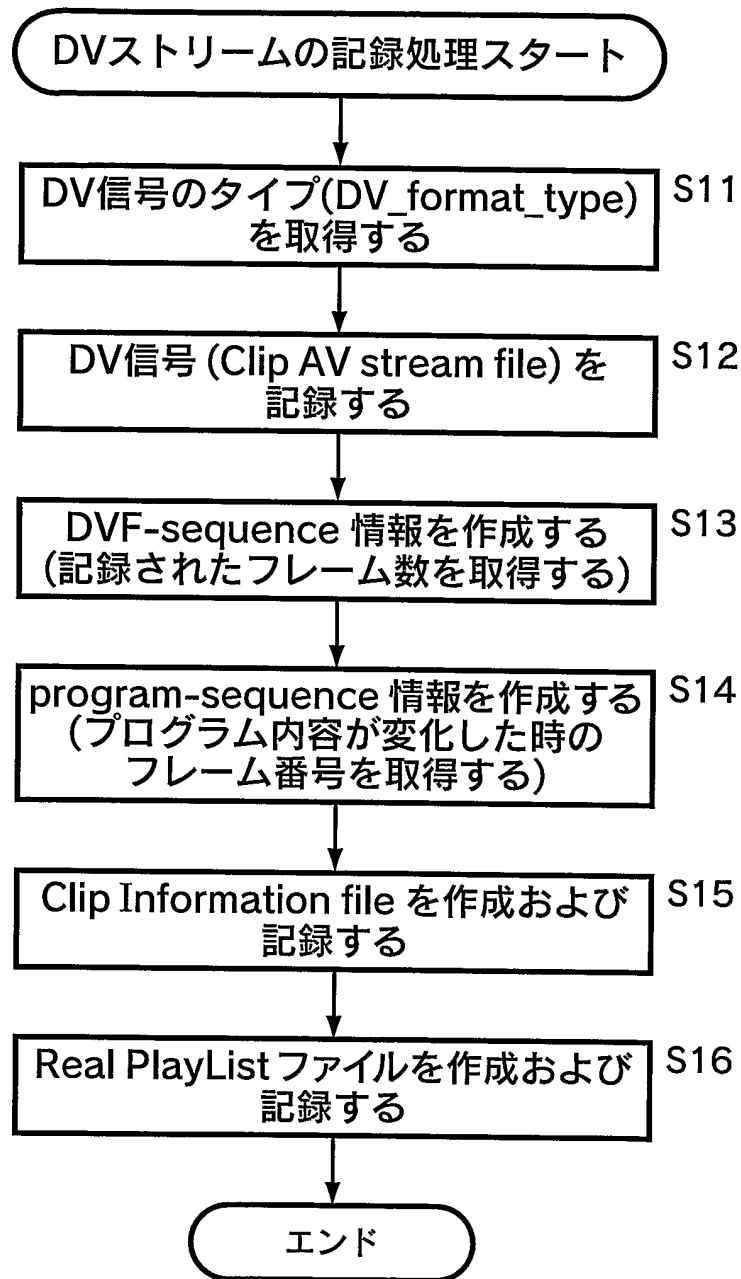 DVストリームの記録処理スタート
DV信号のタイプ(DV_format_type)
を取得する
S11
DV信号 (Clip AV stream file) を
記録する
S12
DVF-sequence 情報を作成する
(記録されたフレーム数を取得する)
S13
program-sequence 情報を作成する
(プログラム内容が変化した時の
フレーム番号を取得する)
S14
Clip Information file を作成および
記録する
S15
Real PlayList ファイルを作成および
記録する
S16
エンド